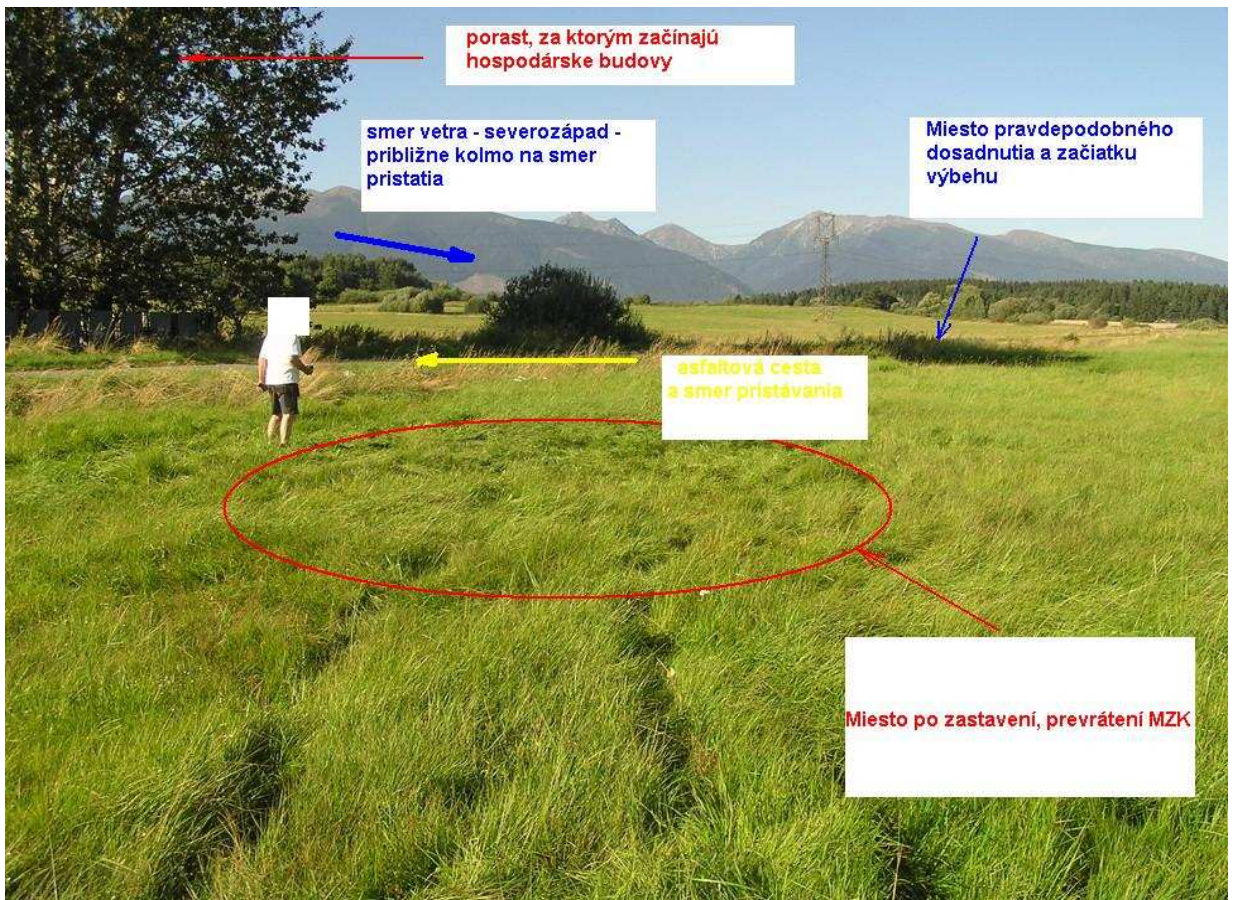 porast, za ktorým začínajú
hospodárske budovy
smer vetra - severozápad -
približne kolmo na smer
pristatia
Miesto pravdepodobného
dosadnutia a začiatku
výbehu
asfaltová cesta
a smer pristávania
Miesto po zastavení, prevrátení MZK